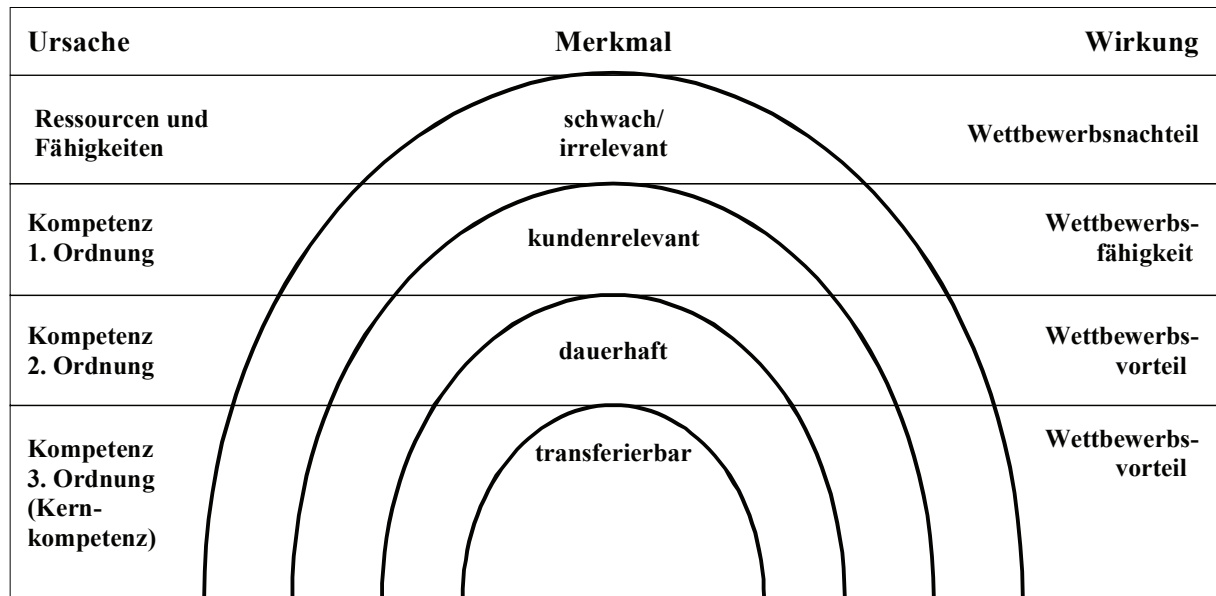 Ursache
Merkmal
Wirkung
Ressourcen und
Fähigkeiten
schwach/
irrelevant
Wettbewerbsnachteil
Kompetenz
1. Ordnung
kundenrelevant
Wettbewerbs-
fähigkeit
Kompetenz
2. Ordnung
dauerhaft
Wettbewerbs-
vorteil
Kompetenz
3. Ordnung
(Kern-
kompetenz)
transferierbar
Wettbewerbs-
vorteil